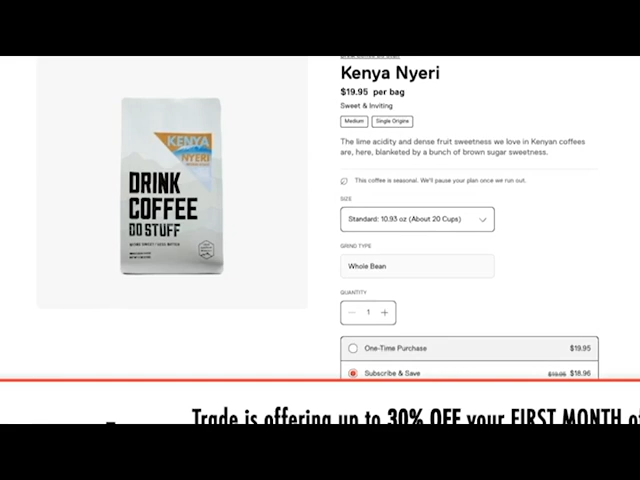 Kenya Nyeri
$19.95 per bag
Sweet & Inviting
Medium
Single Origins
The lime acidity and dense fruit sweetness we love in Kenyan coffees
are, here, blanketed by a bunch of brown sugar sweetness.
This coffee is seasonal. We'll pause your plan once we run out.
SIZE
Standard: 10.93 oz (About 20 Cups)
GRIND TYPE
Whole Bean
QUANTITY
1
One-Time Purchase $19.95
Subscribe & Save $19.95 $18.96
KENYA
NYERI
DRINK
COFFEE
DO STUFF
Trade is offering up to 30% OFF your FIRST MONTH of